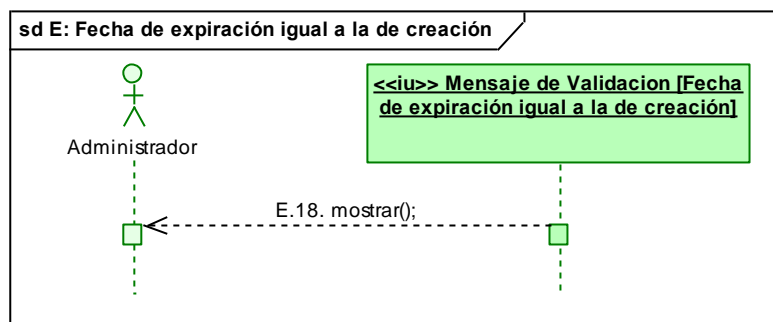 sd E: Fecha de expiración igual a la de creación
<<iu>> Mensaje de Validacion [Fecha
de expiración igual a la de creación]
Administrador
E.18. mostrar();